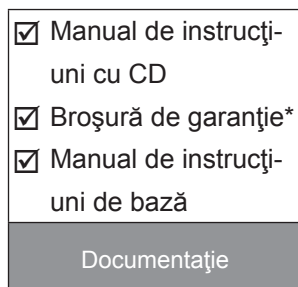 ☑ Manual de instrucţi-
uni cu CD
☑ Broşură de garanţie*
☑ Manual de instrucţi-
uni de bază
Documentaţie